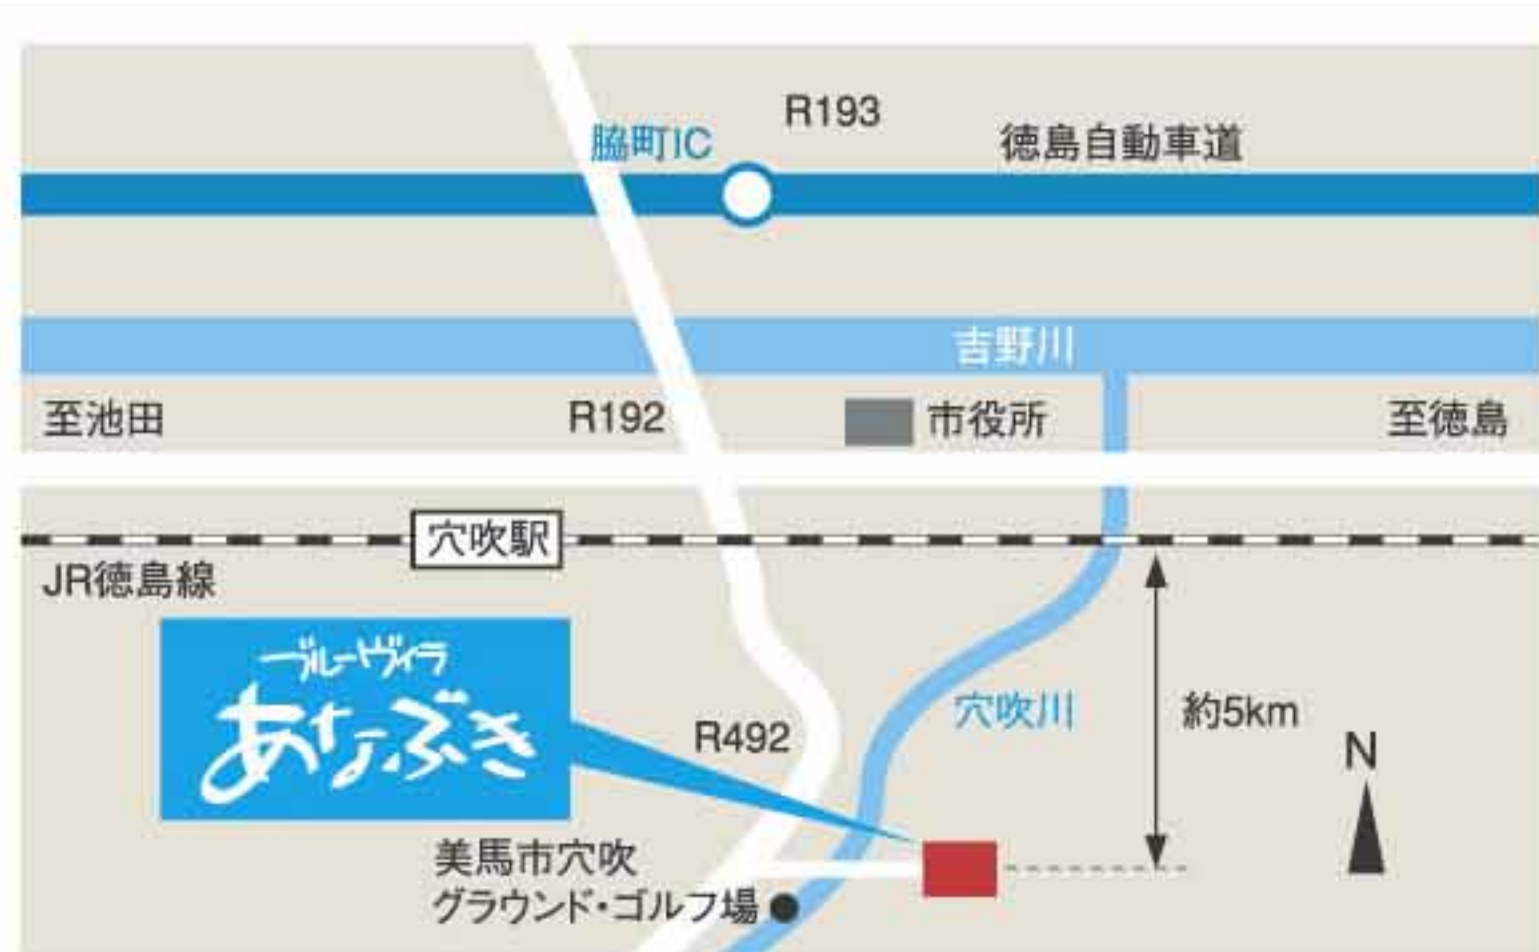 R193
脇町IC
徳島自動車道
吉野川
至池田
R192
市役所
至徳島
穴吹駅
JR徳島線
ブルーヴィラ
あなぶき
R492
穴吹川
約5km
N
美馬市穴吹
グラウンド・ゴルフ場